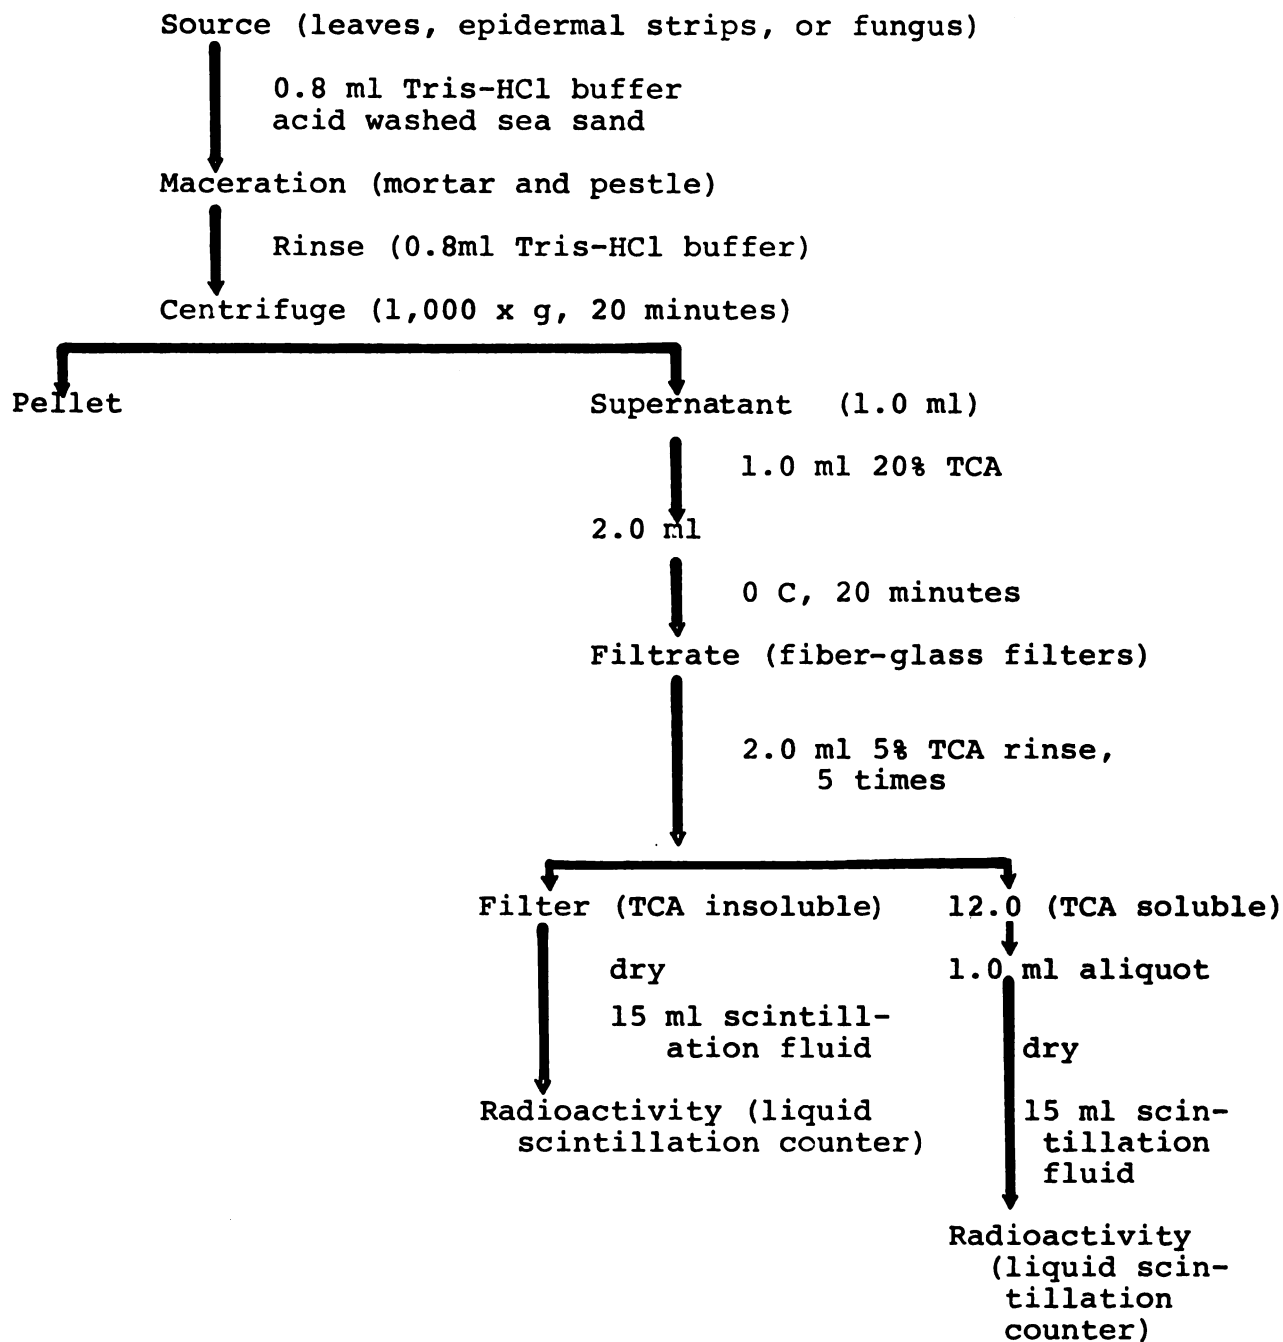 Source (leaves, epidermal strips, or fungus)
0.8 ml Tris-HCl buffer
acid washed sea sand
Maceration (mortar and pestle)
Rinse (0.8ml Tris-HCl buffer)
Centrifuge (1,000 x g, 20 minutes)
Pellet
Supernatant (1.0 ml)
1.0 ml 20% TCA
2.0 ml
0 C, 20 minutes
Filtrate (fiber-glass filters)
2.0 ml 5% TCA rinse,
5 times
Filter (TCA insoluble)
dry
15 ml scintill-
ation fluid
Radioactivity (liquid
scintillation counter)
12.0 (TCA soluble)
1.0 ml aliquot
dry
15 ml scin-
tillation
fluid
Radioactivity
(liquid scin-
tillation
counter)